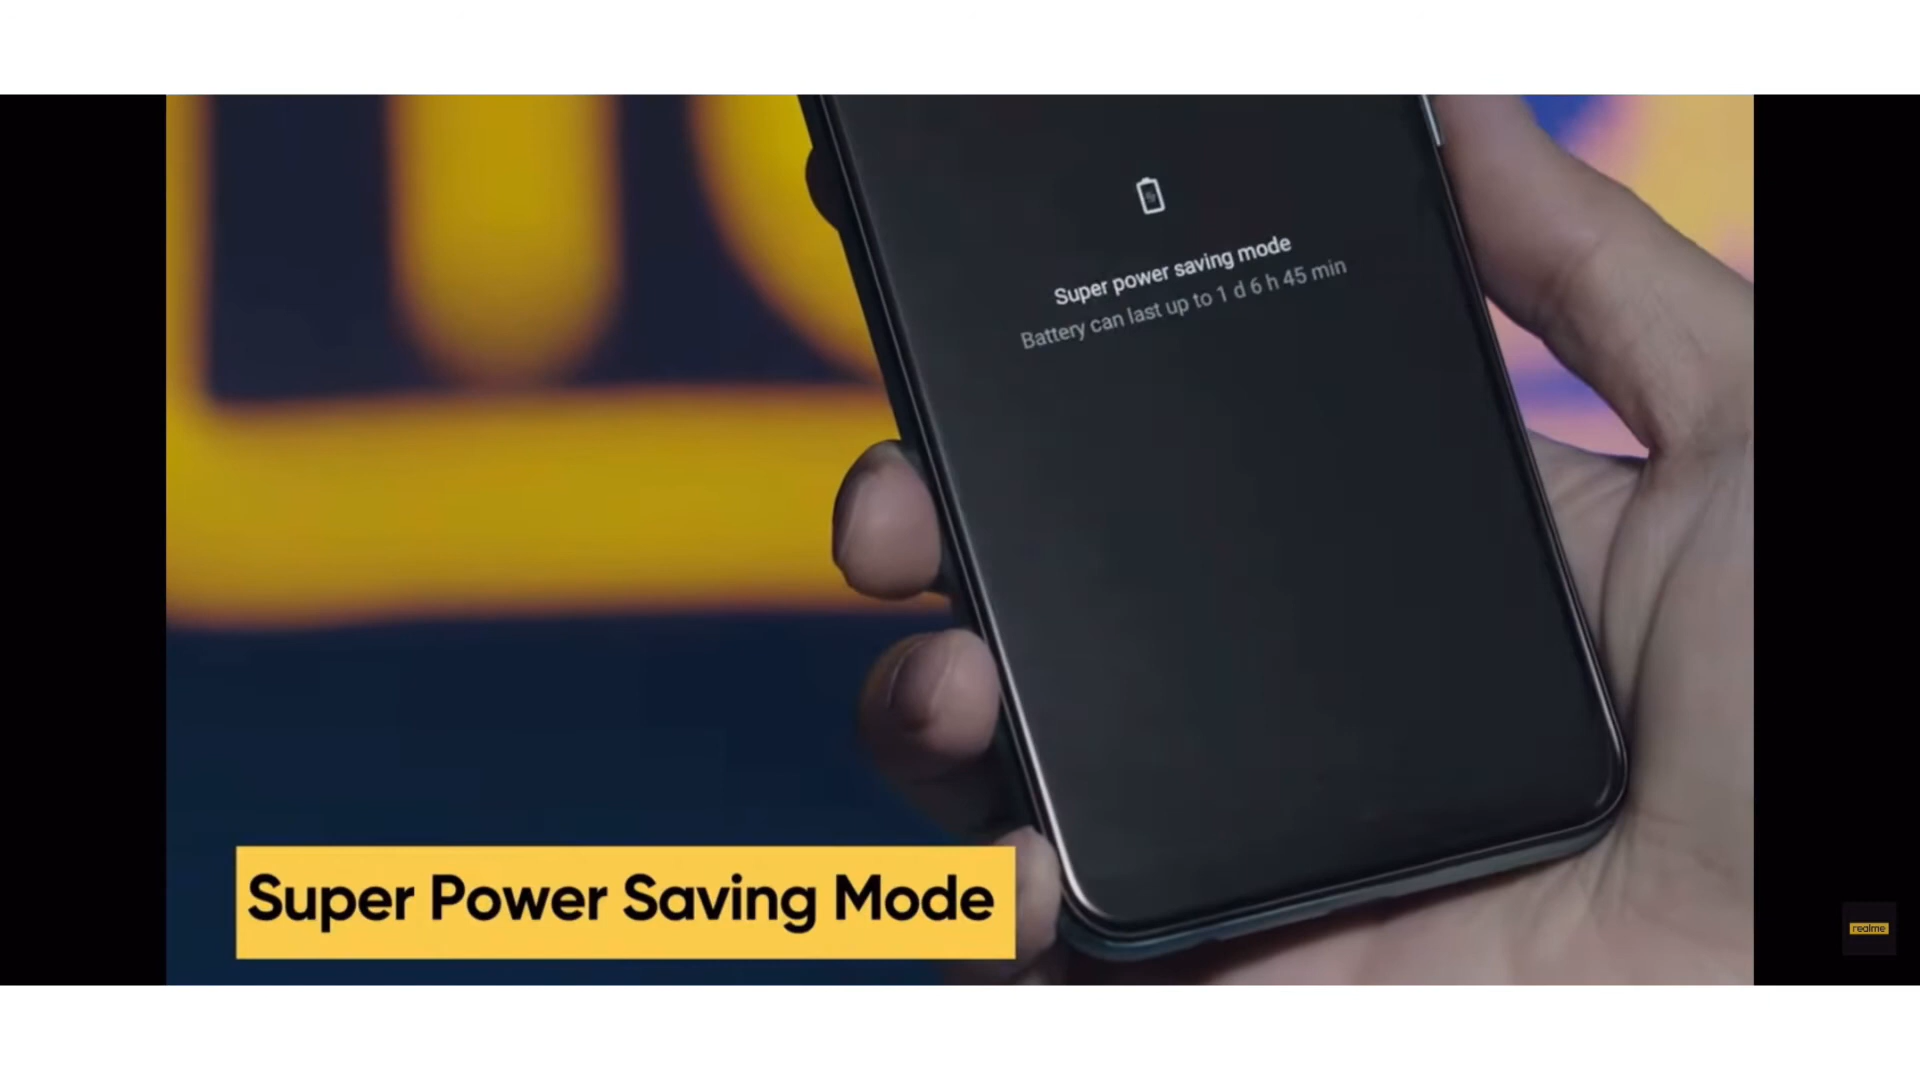 Super power saving mode
Battery can last up to 1 d 6 h 45 min
Super Power Saving Mode
realme